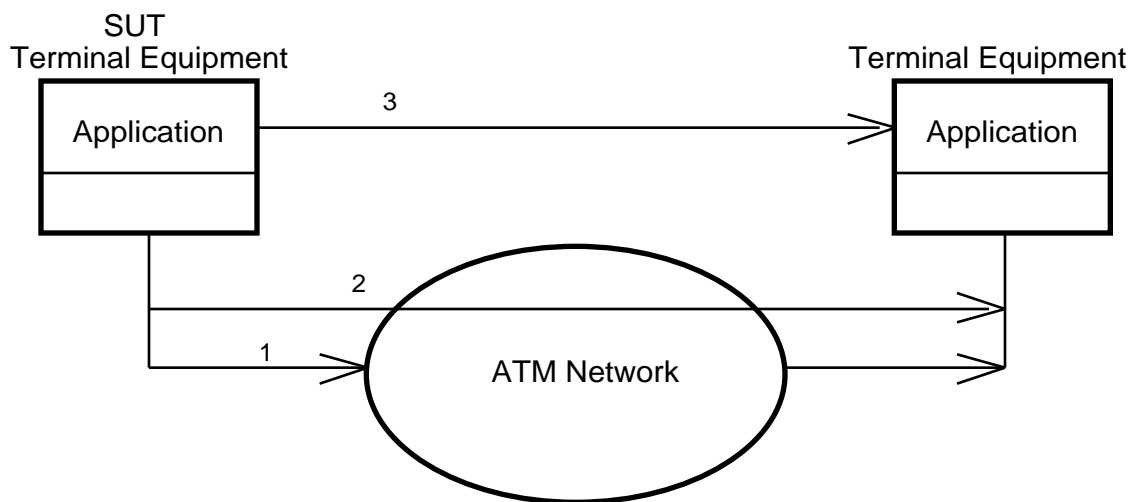 SUT
Terminal Equipment
Terminal Equipment
3
Application
Application
2
1
ATM Network